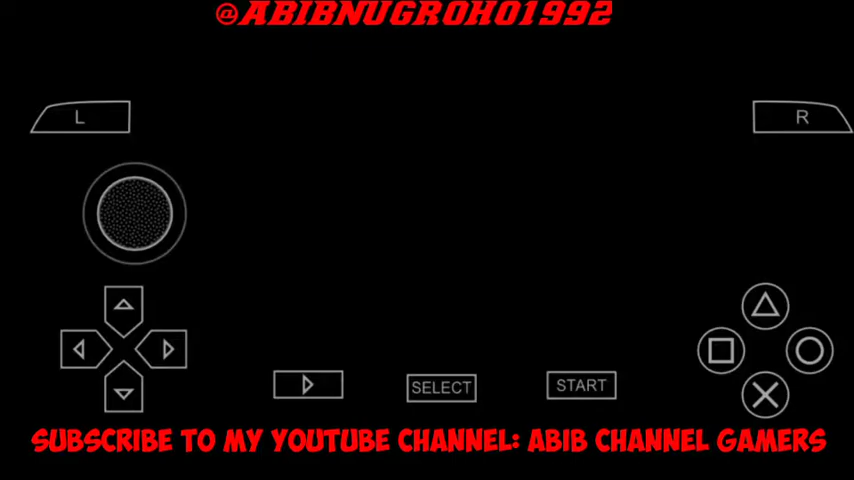 @ABIBNUGROHO1992
L
R
SELECT
START
SUBSCRIBE TO MY YOUTUBE CHANNEL: ABIB CHANNEL GAMERS